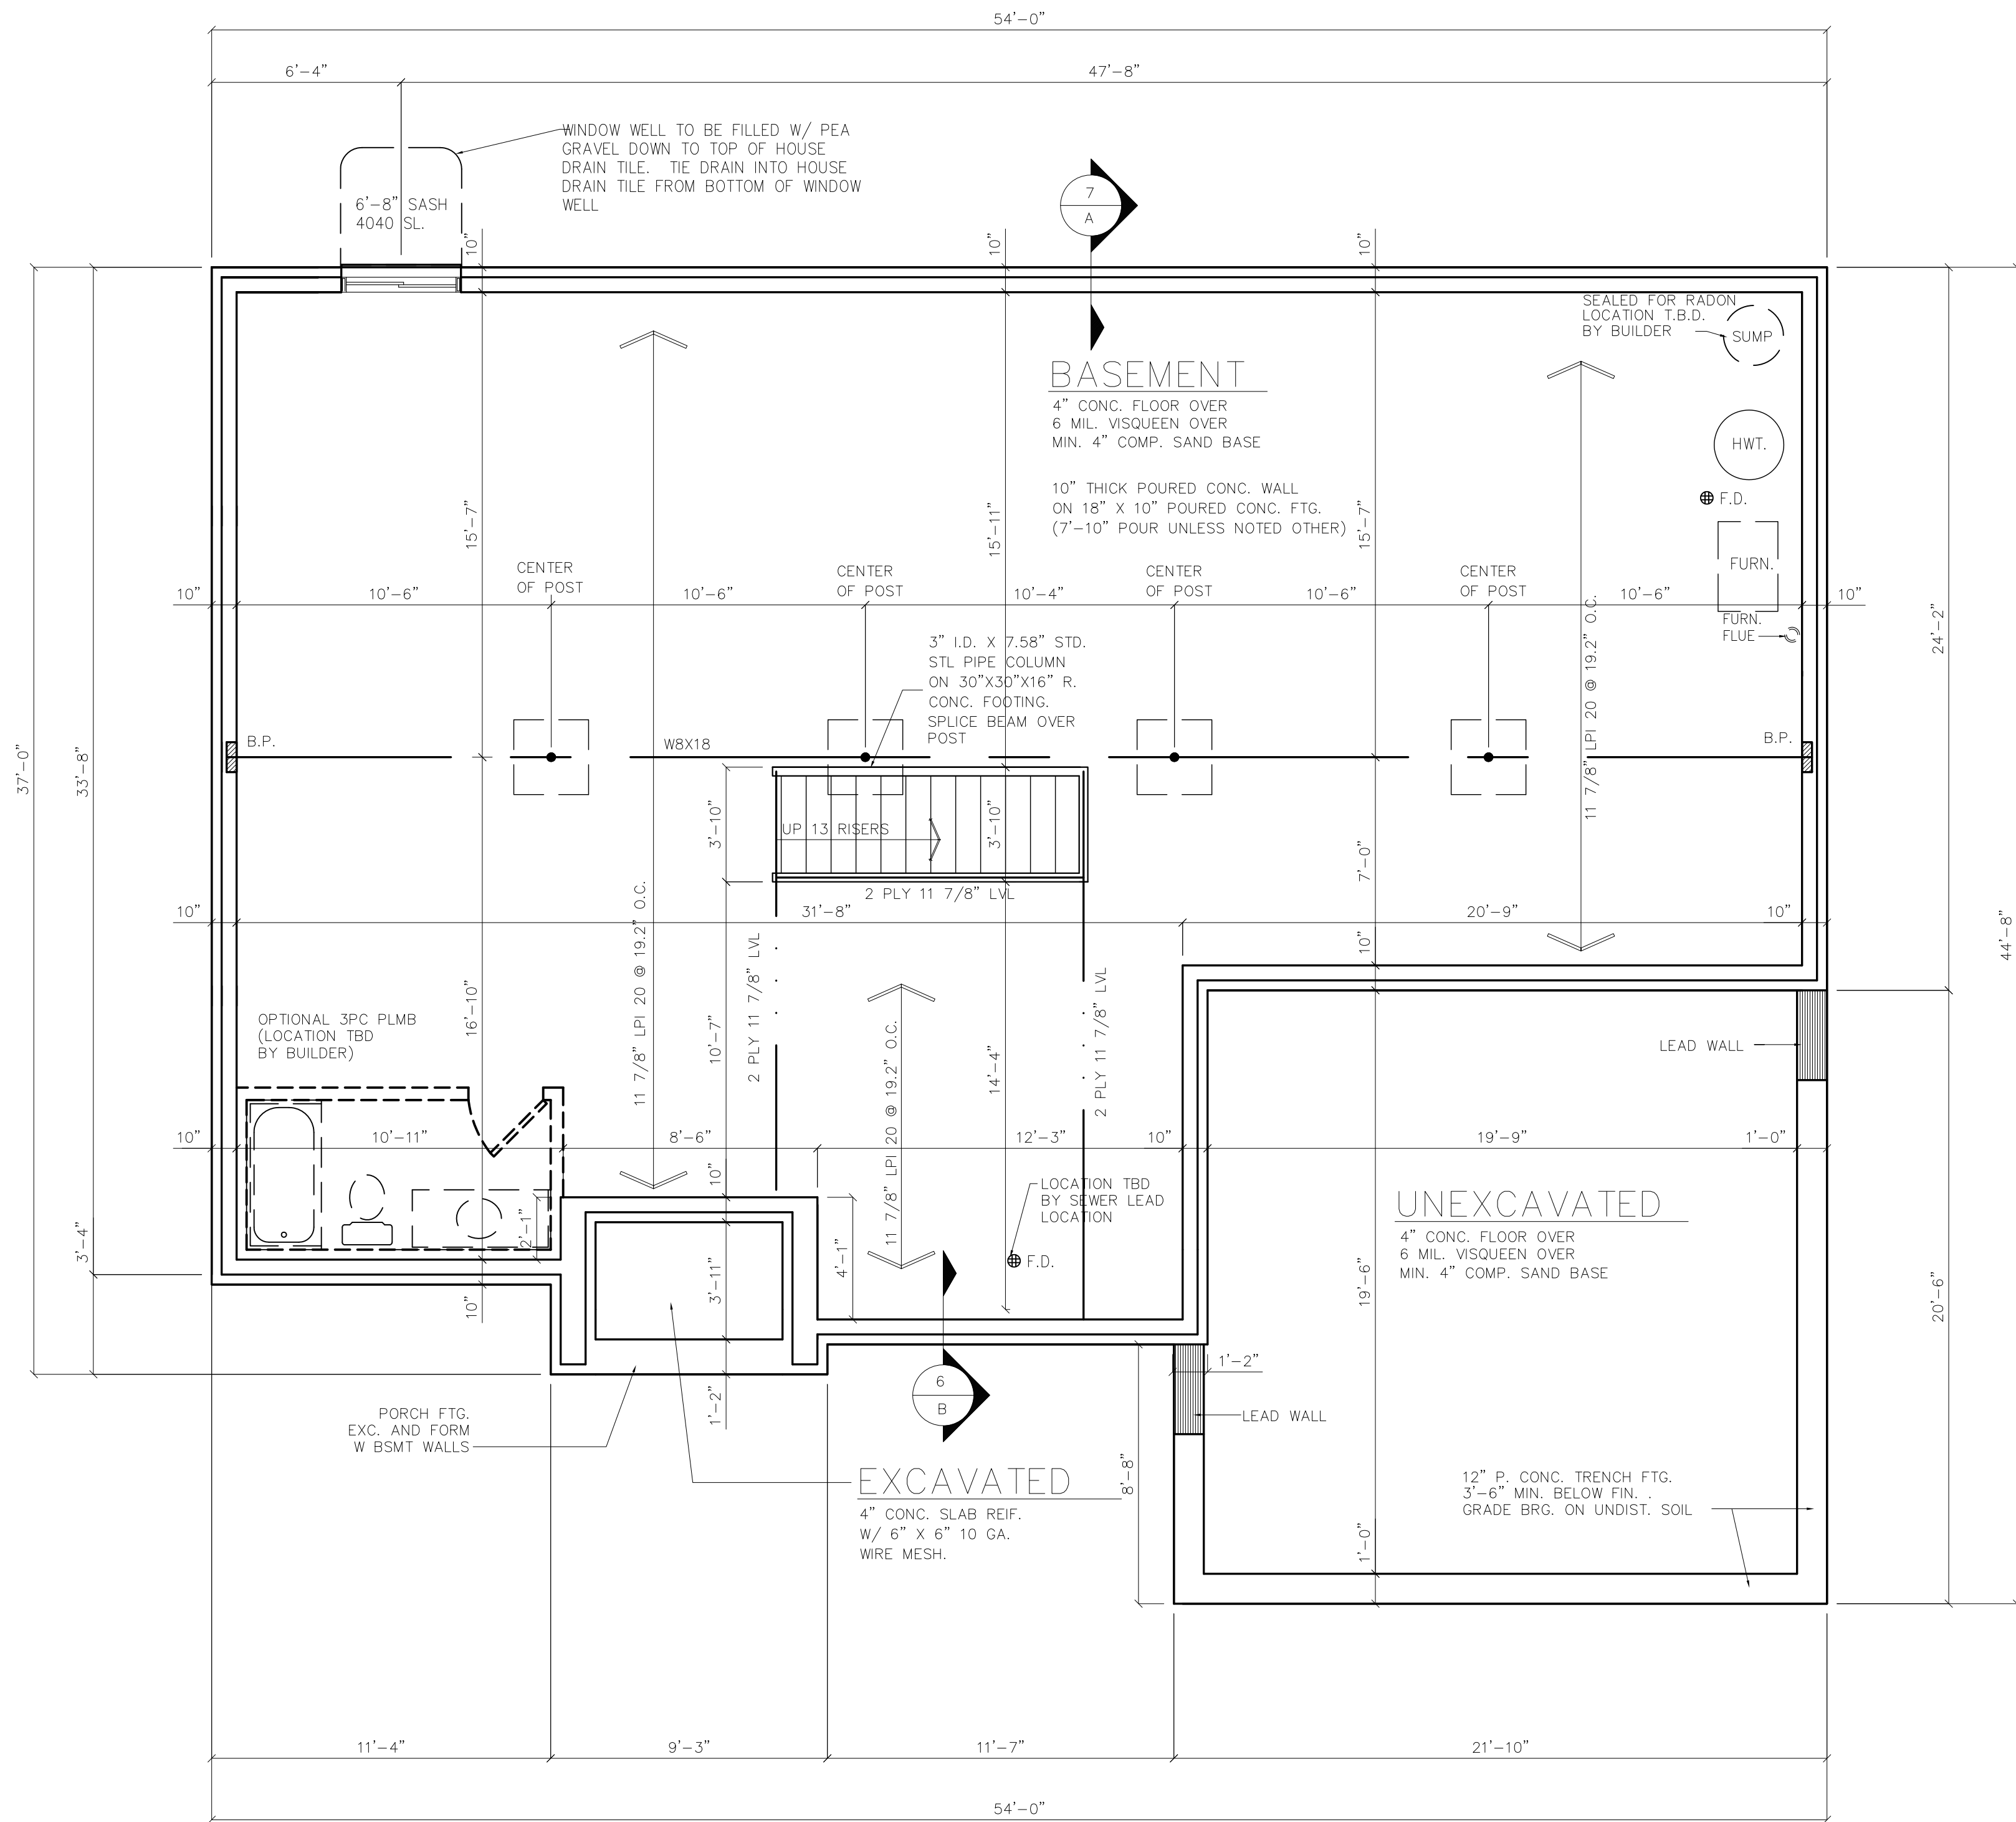 54'-0"
6'-4"
47'-8"
WINDOW WELL TO BE FILLED W/ PEA
GRAVEL DOWN TO TOP OF HOUSE
DRAIN TILE. TIE DRAIN INTO HOUSE
DRAIN TILE FROM BOTTOM OF WINDOW
WELL
6'-8" SASH
4040 SL.
7
A
10"
10"
10"
SEALED FOR RADON
LOCATION T.B.D.
BY BUILDER
SUMP
BASEMENT
4" CONC. FLOOR OVER
6 MIL. VISQUEEN OVER
MIN. 4" COMP. SAND BASE
10" THICK POURED CONC. WALL
ON 18" X 10" POURED CONC. FTG.
(7'-10" POUR UNLESS NOTED OTHER)
HWT.
F.D.
FURN.
FURN.
FLUE
15'-7"
15'-11"
15'-7"
CENTER
OF POST
CENTER
OF POST
CENTER
OF POST
CENTER
OF POST
10"
10'-6"
10'-6"
10'-4"
10'-6"
10'-6"
10"
3" I.D. X 7.58" STD.
STL PIPE COLUMN
ON 30"X30"X16" R.
CONC. FOOTING.
SPLICE BEAM OVER
POST
11 7/8" LPI 20 @ 19.2" O.C.
24'-2"
37'-0"
33'-8"
B.P.
W8X18
B.P.
3'-10"
UP 13 RISERS
3'-10"
7'-0"
2 PLY 11 7/8" LVL
10"
31'-8"
20'-9"
10"
10"
44'-8"
11 7/8" LPI 20 @ 19.2" O.C.
2 PLY 11 7/8" LVL
2 PLY 11 7/8" LVL
11 7/8" LPI 20 @ 19.2" O.C.
16'-10"
10'-7"
14'-4"
OPTIONAL 3PC PLMB
(LOCATION TBD
BY BUILDER)
LEAD WALL
10"
10'-11"
8'-6"
12'-3"
10"
19'-9"
1'-0"
10"
LOCATION TBD
BY SEWER LEAD
LOCATION
F.D.
UNEXCAVATED
4" CONC. FLOOR OVER
6 MIL. VISQUEEN OVER
MIN. 4" COMP. SAND BASE
3'-4"
2'-1"
4'-1"
3'-11"
10"
19'-6"
20'-6"
1'-2"
1'-2"
6
B
LEAD WALL
PORCH FTG.
EXC. AND FORM
W BSMT WALLS
EXCAVATED
4" CONC. SLAB REIF.
W/ 6" X 6" 10 GA.
WIRE MESH.
8'-8"
12" P. CONC. TRENCH FTG.
3'-6" MIN. BELOW FIN. .
GRADE BRG. ON UNDIST. SOIL
1'-0"
11'-4"
9'-3"
11'-7"
21'-10"
54'-0"